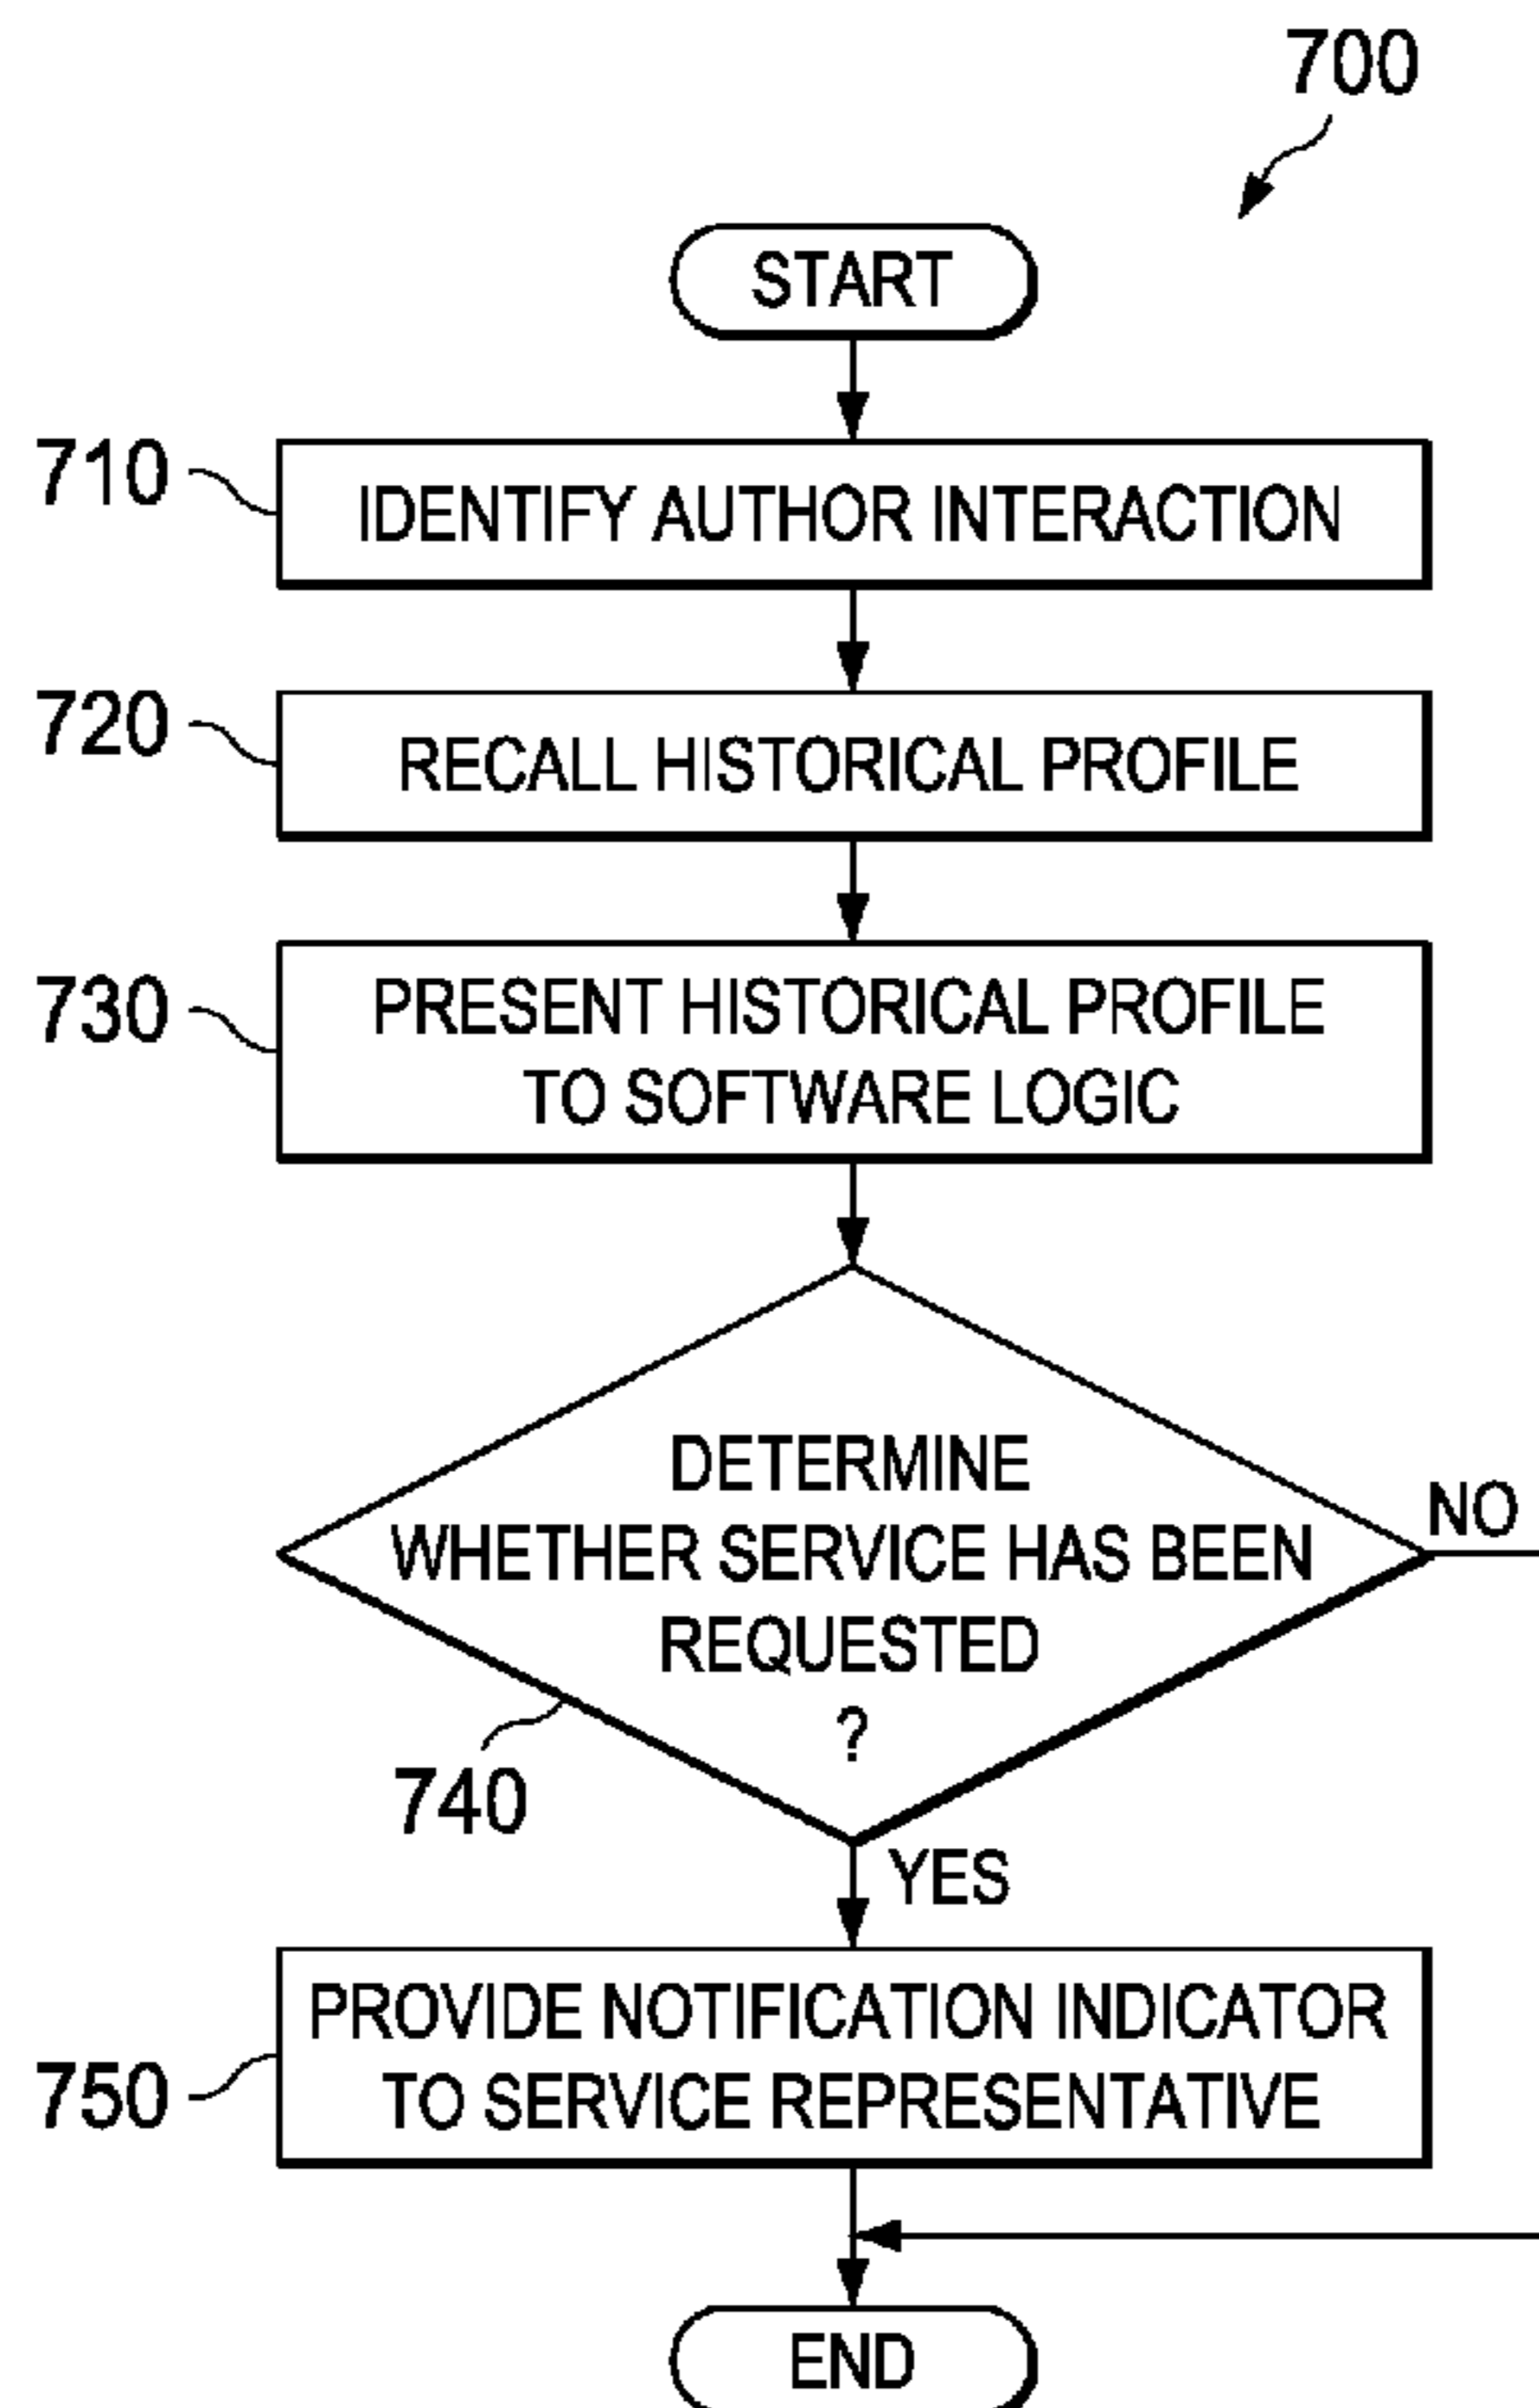 700
START
710
IDENTIFY AUTHOR INTERACTION
720
RECALL HISTORICAL PROFILE
730
PRESENT HISTORICAL PROFILE
TO SOFTWARE LOGIC
DETERMINE
WHETHER SERVICE HAS BEEN
REQUESTED
?
NO
740
YES
750
PROVIDE NOTIFICATION INDICATOR
TO SERVICE REPRESENTATIVE
END